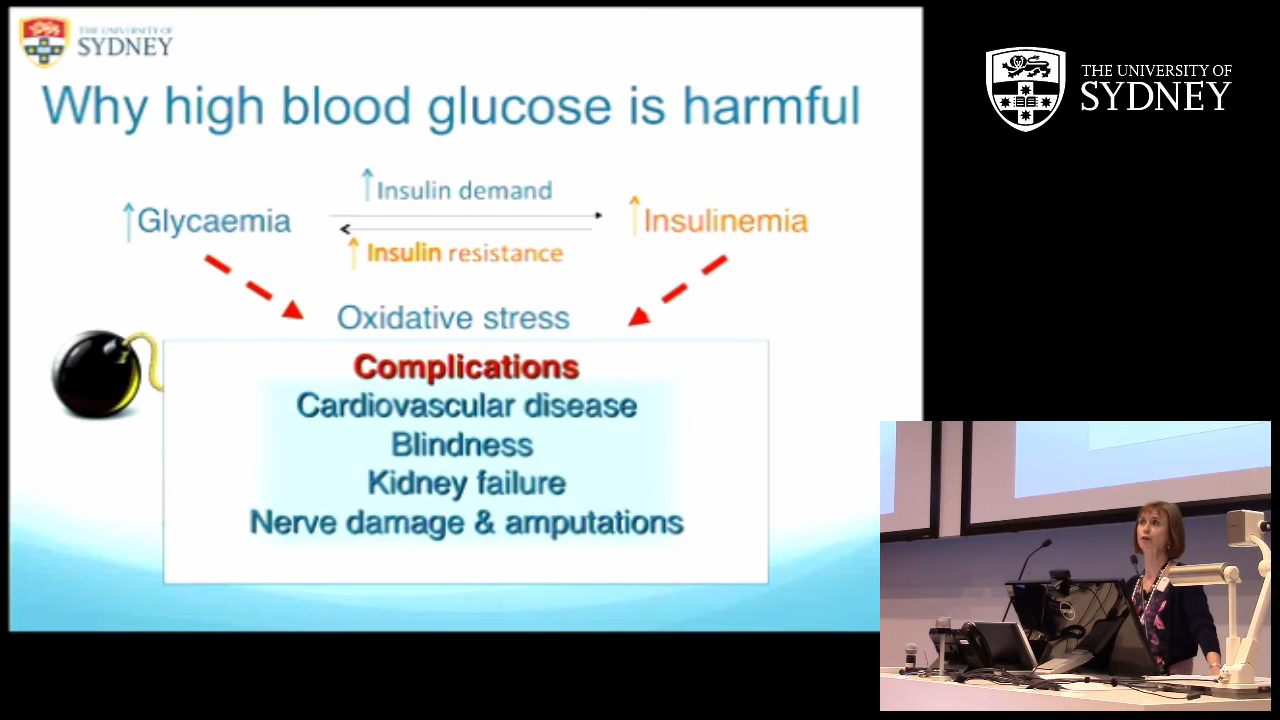 THE UNIVERSITY OF
SYDNEY
Why high blood glucose is harmful
Insulin demand
Glycaemia
Insulinemia
Insulin resistance
Oxidative stress
Complications
Cardiovascular disease
Blindness
Kidney failure
Nerve damage & amputations
THE UNIVERSITY OF
SYDNEY
DELL